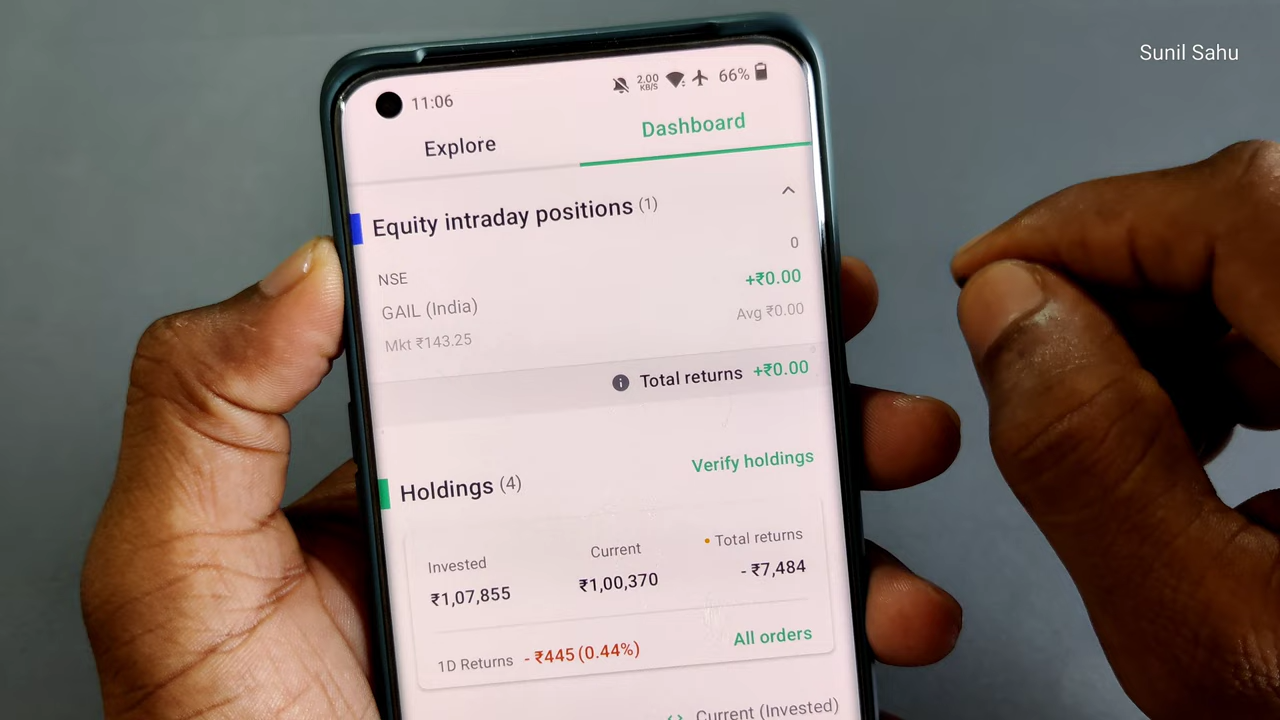 Sunil Sahu
11:06
2.00
KB/S
66%
Explore
Dashboard
Equity intraday positions (1)
0
NSE
+₹0.00
GAIL (India)
Avg ₹0.00
Mkt ₹143.25
Total returns +₹0.00
Verify holdings
Holdings (4)
Invested
Current
Total returns
₹1,07,855
₹1,00,370
- ₹7,484
1D Returns - ₹445 (0.44%)
All orders
Current (Invested)